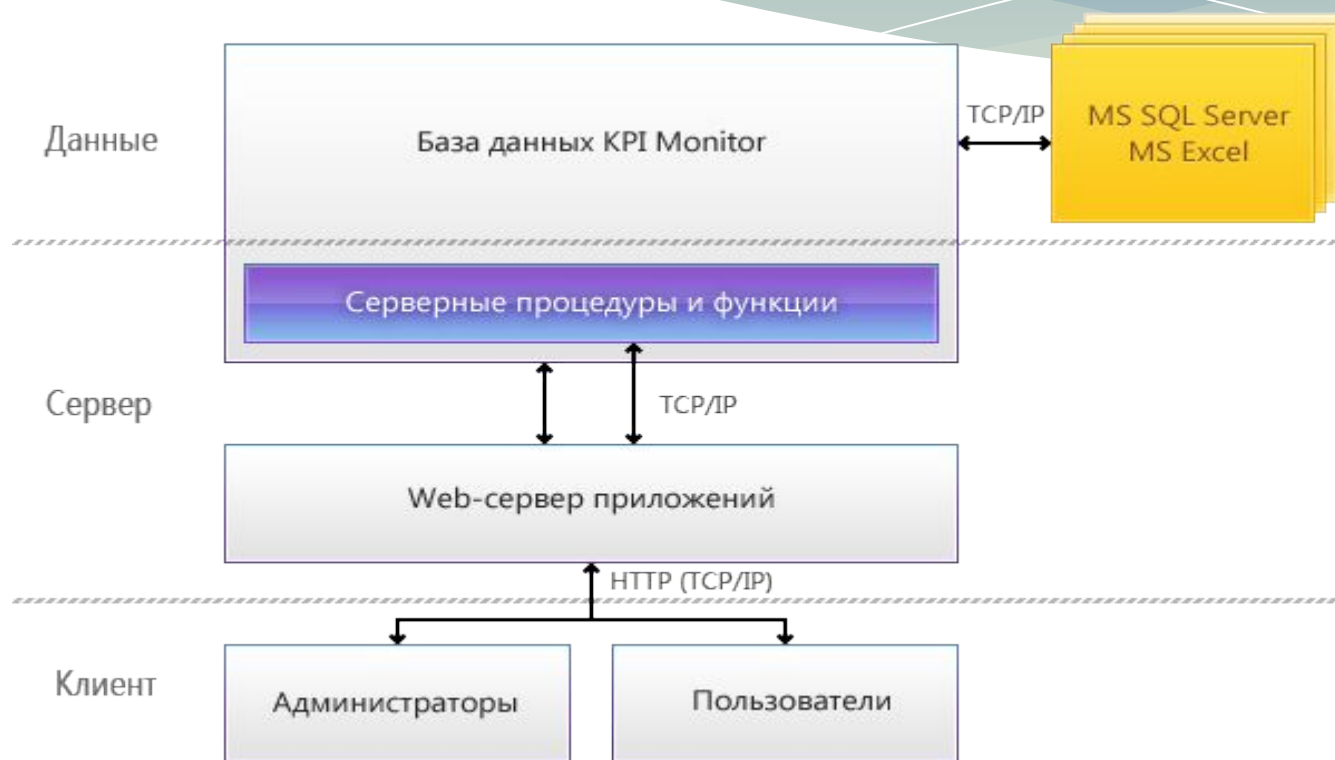 Данные
База данных KPI Monitor
TCP/IP
MS SQL Server
MS Excel
Серверные процедуры и функции
Сервер
TCP/IP
Web-сервер приложений
HTTP (TCP/IP)
Клиент
Администраторы
Пользователи